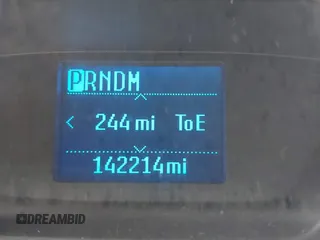 PRNDM
< 244 mi ToE
142214mi
DREAMBID